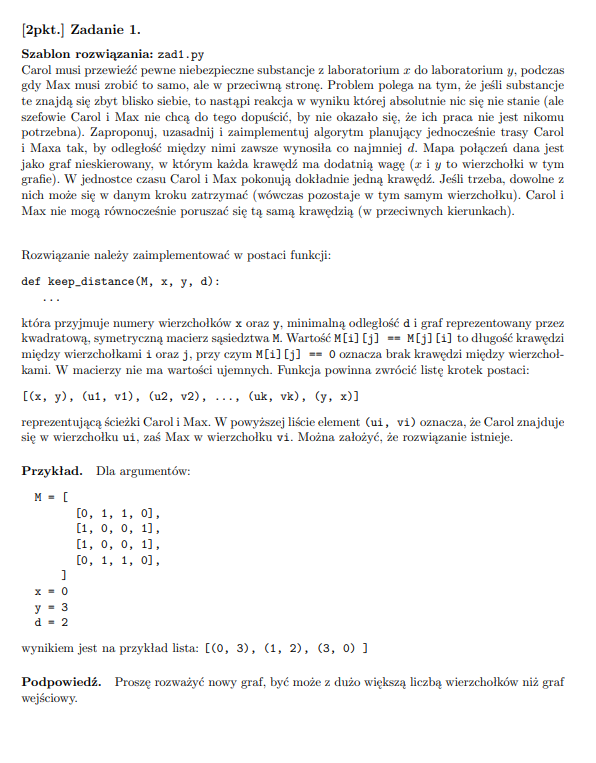 [2pkt.] Zadanie 1.
Szablon rozwiązania: zad1.py
Carol musi przewieźć pewne niebezpieczne substancje z laboratorium x do laboratorium y, podczas
gdy Max musi zrobić to samo, ale w przeciwną stronę. Problem polega na tym, że jeśli substancje
te znajdą się zbyt blisko siebie, to nastąpi reakcja w wyniku której absolutnie nic się nie stanie (ale
szefowie Carol i Max nie chcą do tego dopuścić, by nie okazało się, że ich praca nie jest nikomu
potrzebna). Zaproponuj, uzasadnij i zaimplementuj algorytm planujący jednocześnie trasy Carol
i Maxa tak, by odległość między nimi zawsze wynosiła co najmniej d. Mapa połączeń dana jest
jako graf nieskierowany, w którym każda krawędź ma dodatnią wagę (x i y to wierzchołki w tym
grafie). W jednostce czasu Carol i Max pokonują dokładnie jedną krawędź. Jeśli trzeba, dowolne z
nich może się w danym kroku zatrzymać (wówczas pozostaje w tym samym wierzchołku). Carol i
Max nie mogą równocześnie poruszać się tą samą krawędzią (w przeciwnych kierunkach).
Rozwiązanie należy zaimplementować w postaci funkcji:
def keep_distance(M, x, y, d):
...
która przyjmuje numery wierzchołków x oraz y, minimalną odległość d i graf reprezentowany przez
kwadratową, symetryczną macierz sąsiedztwa M. Wartość M[i][j] == M[j][i] to długość krawędzi
między wierzchołkami i oraz j, przy czym M[i][j] == 0 oznacza brak krawędzi między wierzchoł-
kami. W macierzy nie ma wartości ujemnych. Funkcja powinna zwrócić listę krotek postaci:
[(x, y), (u1, v1), (u2, v2), ..., (uk, vk), (y, x)]
reprezentującą ścieżki Carol i Max. W powyższej liście element (ui, vi) oznacza, że Carol znajduje
się w wierzchołku ui, zaś Max w wierzchołku vi. Można założyć, że rozwiązanie istnieje.
Przykład. Dla argumentów:
M = [
[0, 1, 1, 0],
[1, 0, 0, 1],
[1, 0, 0, 1],
[0, 1, 1, 0],
]
x = 0
y = 3
d = 2
wynikiem jest na przykład lista: [(0, 3), (1, 2), (3, 0) ]
Podpowiedź. Proszę rozważyć nowy graf, być może z dużo większą liczbą wierzchołków niż graf
wejściowy.